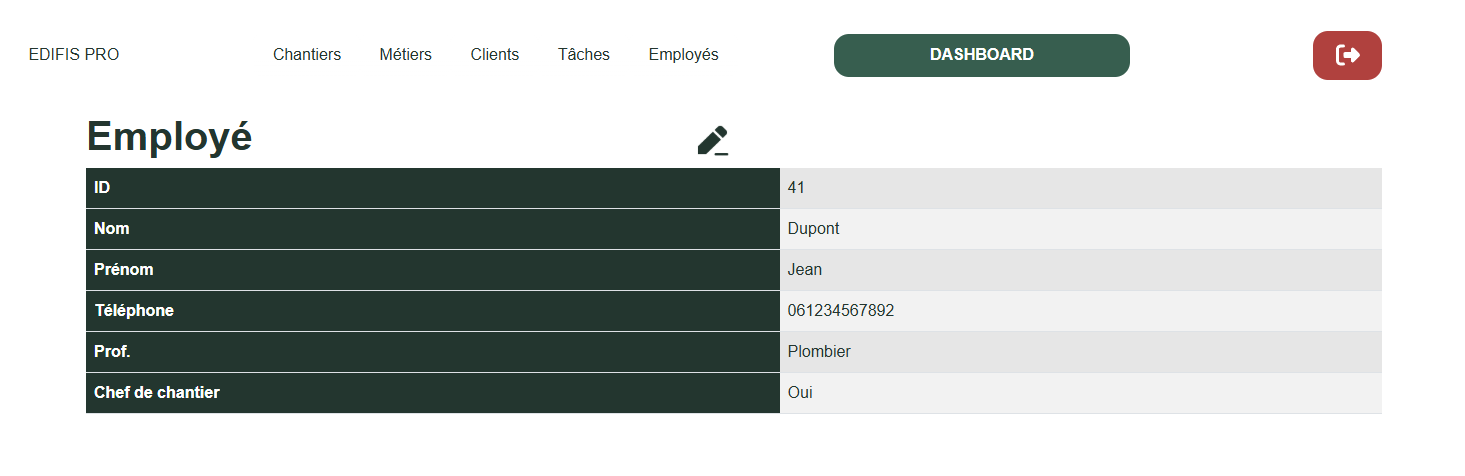 EDIFIS PRO Chantiers Métiers Clients Tâches Employés DASHBOARD
Employé
ID 41
Nom Dupont
Prénom Jean
Téléphone 061234567892
Prof. Plombier
Chef de chantier Oui